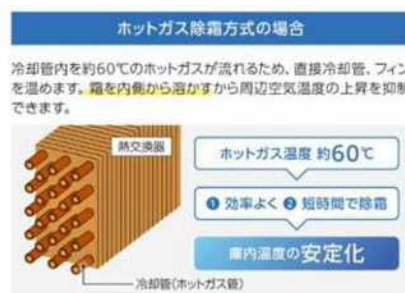 ホットガス除霜方式の場合
冷却管内を約60℃のホットガスが流れるため、直接冷却管、フィン
を温めます。霜を内側から溶かすから周辺空気温度の上昇を抑制
できます。
熱交換器
ホットガス温度 約60℃
❶ 効率よく ❷ 短時間で除霜
庫内温度の安定化
冷却管(ホットガス管)